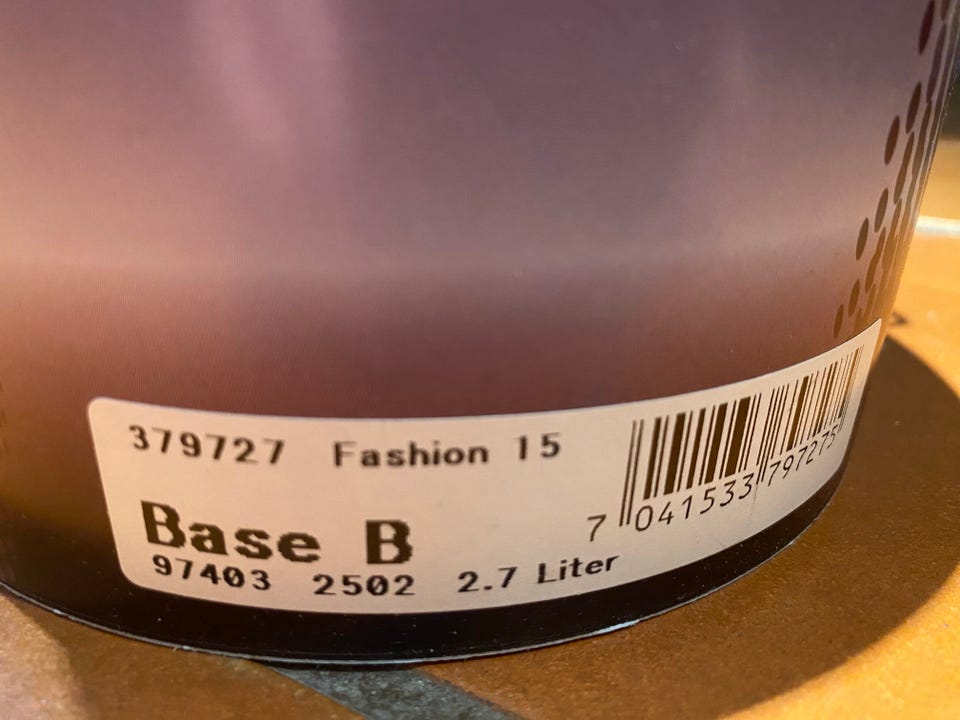 379727 Fashion 15
Base B
97403 2502 2.7 Liter
7 041533 797275